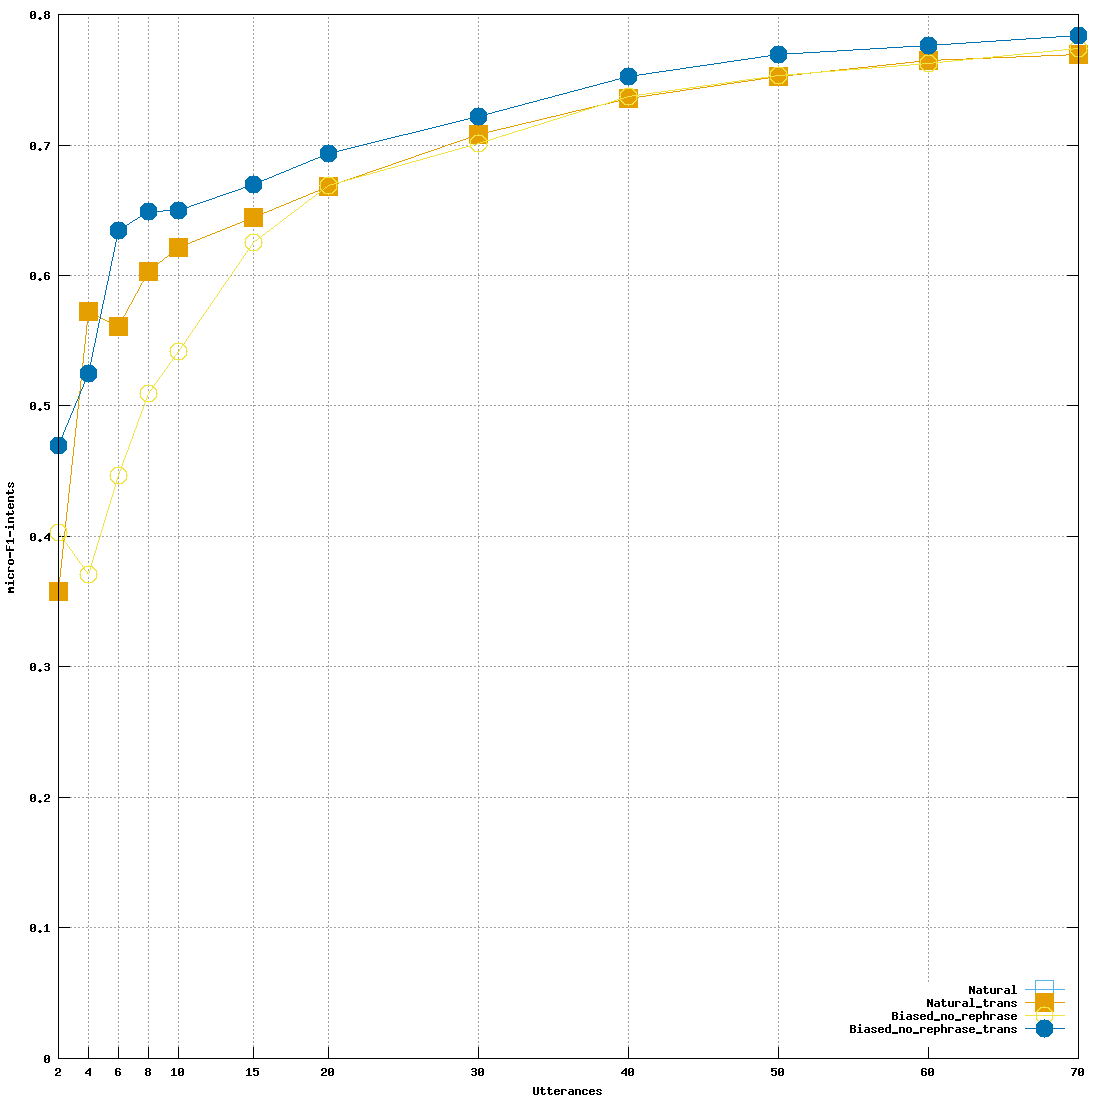 0.8
0.7
0.6
0.5
0.4
0.3
0.2
0.1
0
micro-F1-intents
2 4 6 8 10 15 20 30 40 50 60 70
Utterances
Natural
Natural_trans
Biased_no_rephrase
Biased_no_rephrase_trans